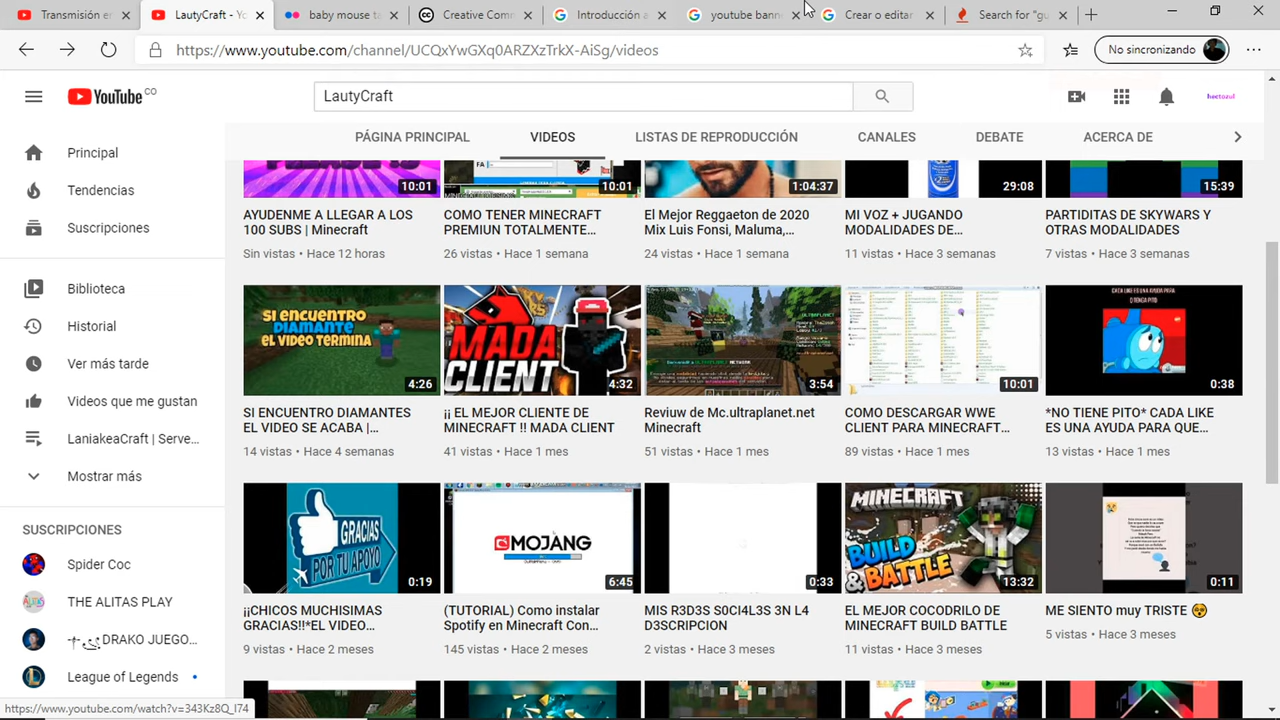 Transmisión en
LautyCraft - Yo
baby mouse ta
Creative Comm
Introducción a
youtube bann
Crear o editar
Search for "gu
https://www.youtube.com/channel/UCQxYwGXq0ARZXzTrkX-AiSg/videos
No sincronizando
YouTube CO
LautyCraft
hectozul
PÁGINA PRINCIPAL
VIDEOS
LISTAS DE REPRODUCCIÓN
CANALES
DEBATE
ACERCA DE
Principal
Tendencias
Suscripciones
Biblioteca
Historial
Ver más tarde
Videos que me gustan
LaniakeaCraft | Serve...
Mostrar más
SUSCRIPCIONES
Spider Coc
THE ALITAS PLAY
DRAKO JUEGO...
League of Legends
10:01
FA
10:01
1:04:37
29:08
15:39
AYUDENME A LLEGAR A LOS
100 SUBS | Minecraft
Sin vistas • Hace 12 horas
COMO TENER MINECRAFT
PREMIUN TOTALMENTE...
26 vistas • Hace 1 semana
El Mejor Reggaeton de 2020
Mix Luis Fonsi, Maluma,...
24 vistas • Hace 1 semana
MI VOZ + JUGANDO
MODALIDADES DE...
11 vistas • Hace 3 semanas
PARTIDITAS DE SKYWARS Y
OTRAS MODALIDADES
7 vistas • Hace 3 semanas
SI ENCUENTRO
DIAMANTE
EL VIDEO TERMINA
4:26
MADA
CLIENT
4:32
3:54
10:01
CADA LIKE ES UNA AYUDA PARA QUE
O TENGA PITO
0:38
SI ENCUENTRO DIAMANTES
EL VIDEO SE ACABA |...
14 vistas • Hace 4 semanas
¡¡ EL MEJOR CLIENTE DE
MINECRAFT !! MADA CLIENT
41 vistas • Hace 1 mes
Reviuw de Mc.ultraplanet.net
Minecraft
51 vistas • Hace 1 mes
COMO DESCARGAR WWE
CLIENT PARA MINECRAFT...
89 vistas • Hace 1 mes
*NO TIENE PITO* CADA LIKE
ES UNA AYUDA PARA QUE...
13 vistas • Hace 1 mes
GRACIAS
POR TU APOYO
0:19
MOJANG
6:45
0:33
MINECRAFT
BUILD
& BATTLE
13:32
0:11
¡¡CHICOS MUCHISIMAS
GRACIAS!!*EL VIDEO...
9 vistas • Hace 2 meses
(TUTORIAL) Como instalar
Spotify en Minecraft Con...
145 vistas • Hace 2 meses
MIS R3D3S S0CI4L3S 3N L4
D3SCRIPCION
2 vistas • Hace 3 meses
EL MEJOR COCODRILO DE
MINECRAFT BUILD BATTLE
11 vistas • Hace 3 meses
ME SIENTO muy TRISTE 😵
5 vistas • Hace 3 meses
https://www.youtube.com/watch?v=343Kz8Q_I74